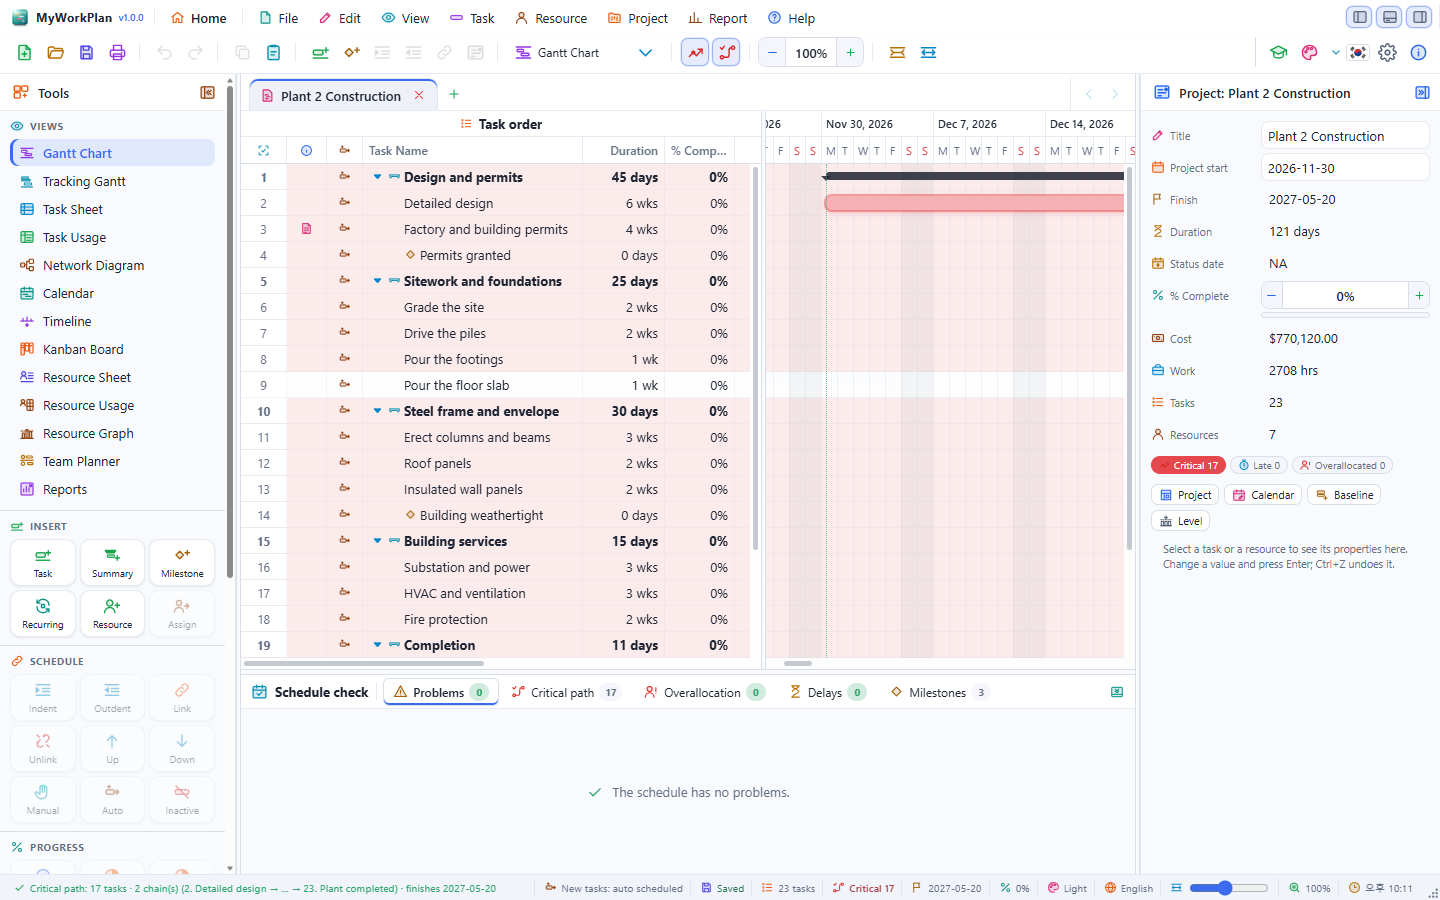 MyWorkPlan v1.0.0
Home File Edit View Task Resource Project Report Help
Gantt Chart 100%
Tools
VIEWS
Gantt Chart
Tracking Gantt
Task Sheet
Task Usage
Network Diagram
Calendar
Timeline
Kanban Board
Resource Sheet
Resource Usage
Resource Graph
Team Planner
Reports
INSERT
Task Summary Milestone
Recurring Resource Assign
SCHEDULE
Indent Outdent Link
Unlink Up Down
Manual Auto Inactive
PROGRESS
Plant 2 Construction
Task order
Task Name Duration % Comp...
1 Design and permits 45 days 0%
2 Detailed design 6 wks 0%
3 Factory and building permits 4 wks 0%
4 Permits granted 0 days 0%
5 Sitework and foundations 25 days 0%
6 Grade the site 2 wks 0%
7 Drive the piles 2 wks 0%
8 Pour the footings 1 wk 0%
9 Pour the floor slab 1 wk 0%
10 Steel frame and envelope 30 days 0%
11 Erect columns and beams 3 wks 0%
12 Roof panels 2 wks 0%
13 Insulated wall panels 2 wks 0%
14 Building weathertight 0 days 0%
15 Building services 15 days 0%
16 Substation and power 3 wks 0%
17 HVAC and ventilation 3 wks 0%
18 Fire protection 2 wks 0%
19 Completion 11 days 0%
Nov 30, 2026 Dec 7, 2026 Dec 14, 2026
F S S M T W T F S S M T W T F S S M T W T F S
Schedule check Problems 0 Critical path 17 Overallocation 0 Delays 0 Milestones 3
The schedule has no problems.
Project: Plant 2 Construction
Title Plant 2 Construction
Project start 2026-11-30
Finish 2027-05-20
Duration 121 days
Status date NA
% Complete 0%
Cost $770,120.00
Work 2708 hrs
Tasks 23
Resources 7
Critical 17 Late 0 Overallocated 0
Project Calendar Baseline
Level
Select a task or a resource to see its properties here.
Change a value and press Enter; Ctrl+Z undoes it.
Critical path: 17 tasks · 2 chain(s) (2. Detailed design → ... → 23. Plant completed) · finishes 2027-05-20
New tasks: auto scheduled Saved 23 tasks Critical 17 2027-05-20 0% Light English 100% 오후 10:11